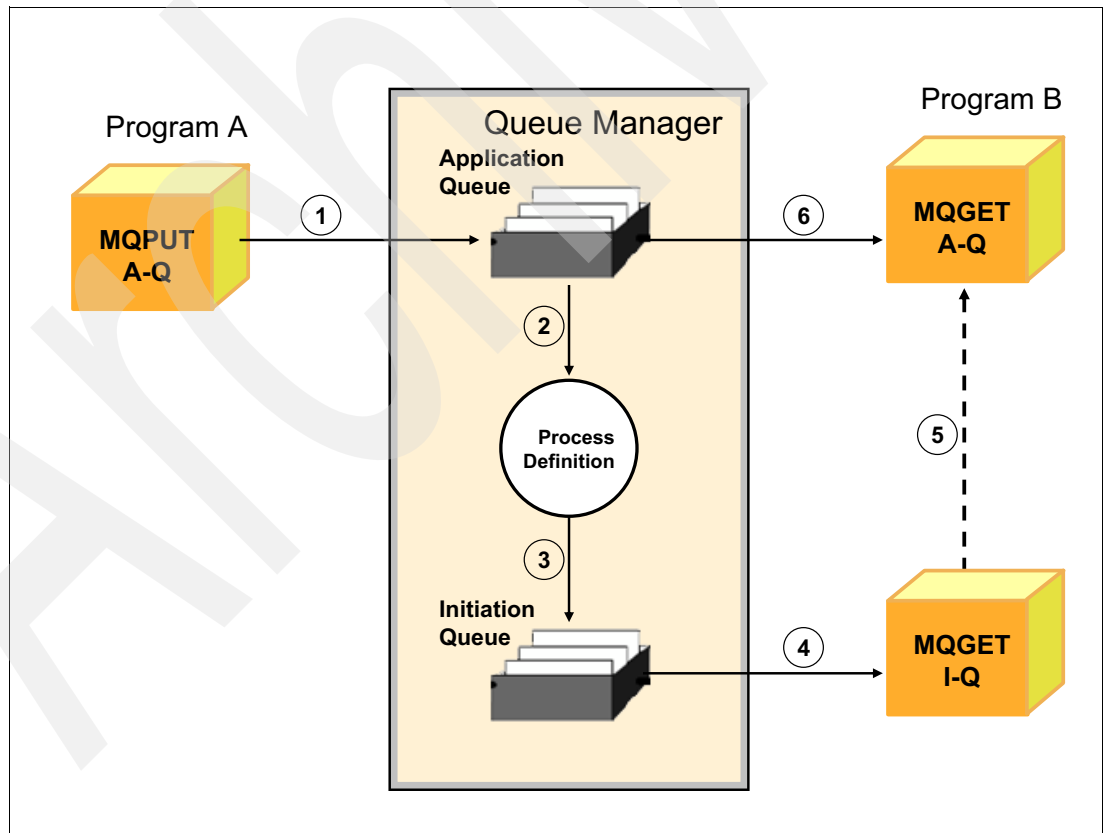 Program A
Queue Manager
Program B
Application
Queue
MQPUT
A-Q
1
6
MQGET
A-Q
2
Process
Definition
5
3
Initiation
Queue
4
MQGET
I-Q